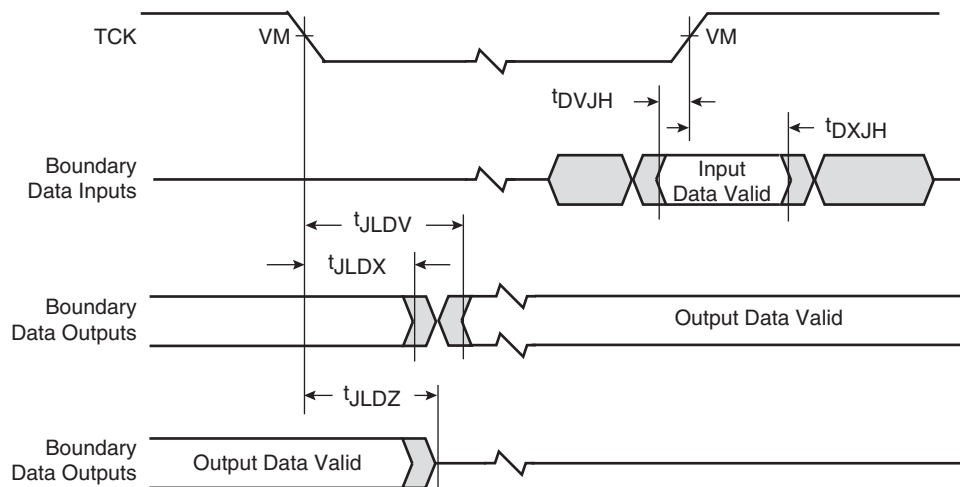 TCK
VM
VM
tDVJH
tDXJH
Boundary
Data Inputs
Input
Data Valid
tJLDV
tJLDX
Boundary
Data Outputs
Output Data Valid
tJLDZ
Boundary
Data Outputs
Output Data Valid